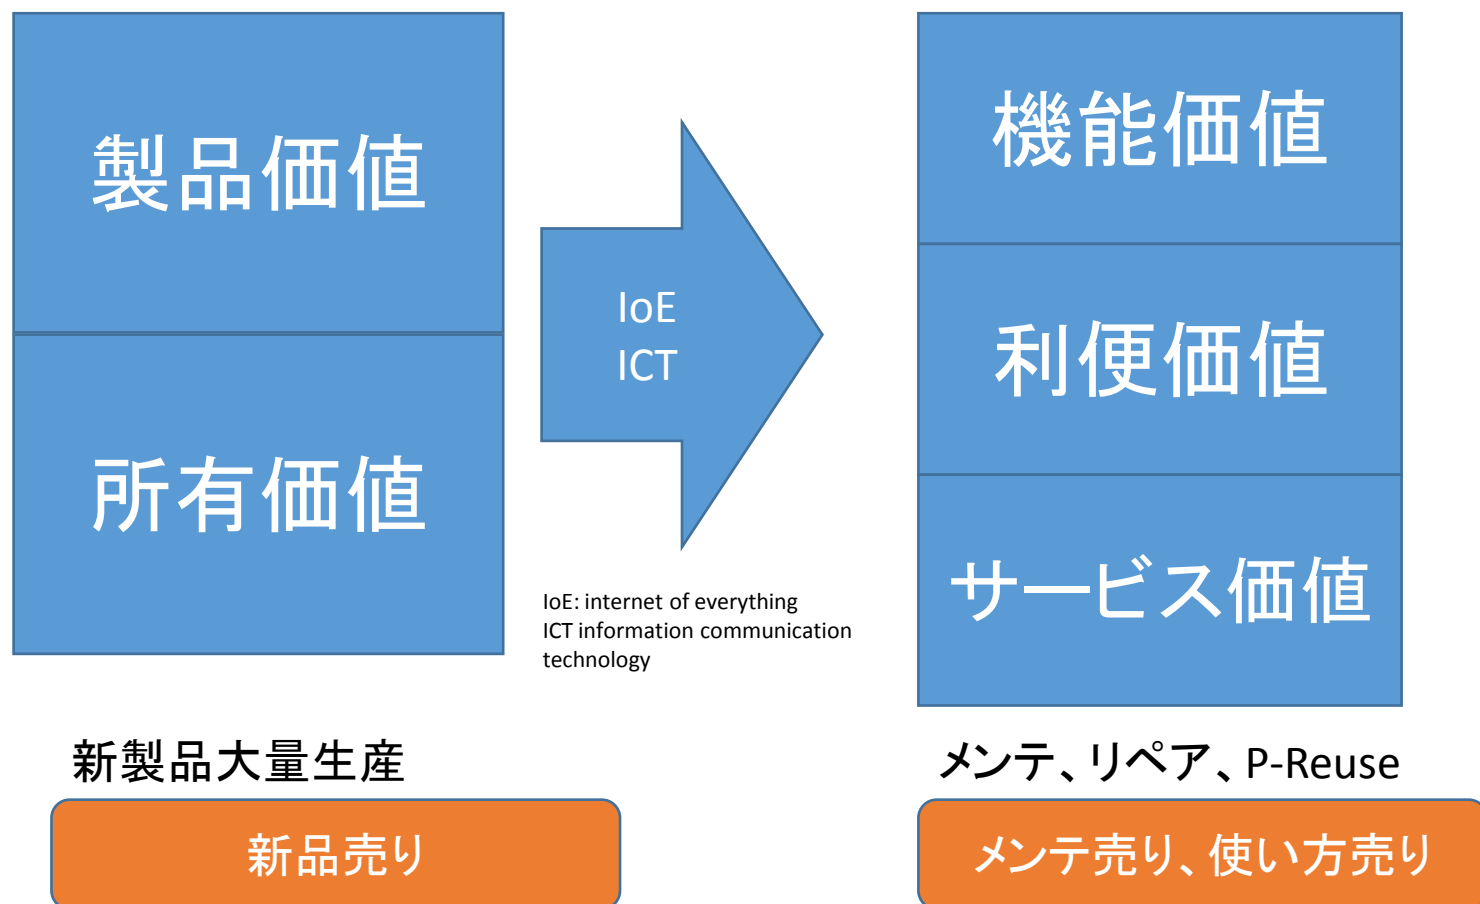 製品価値
所有価値
IoE
ICT
IoE: internet of everything
ICT information communication
technology
機能価値
利便価値
サービス価値
新製品大量生産
新品売り
メンテ、リペア、P-Reuse
メンテ売り、使い方売り